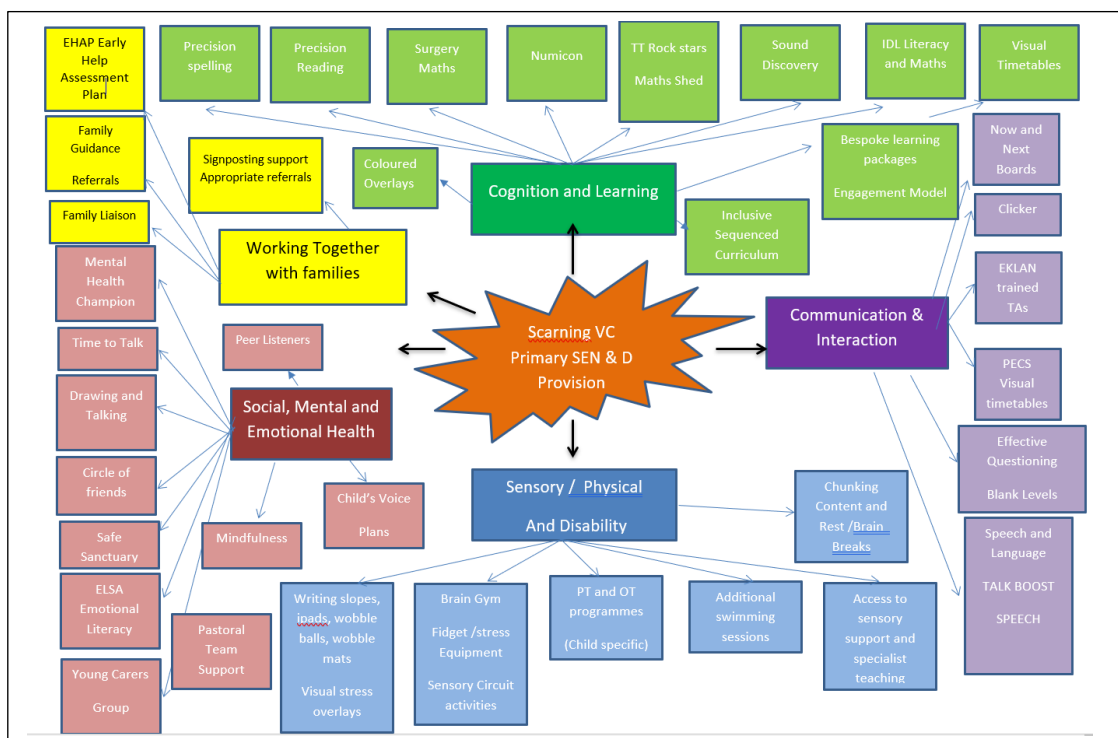 EHAP Early
Help
Assessment
Plan
Precision
spelling
Precision
Reading
Surgery
Maths
Numicon
TT Rock stars
Maths Shed
Sound
Discovery
IDL Literacy
and Maths
Visual
Timetables
Family
Guidance
Referrals
Signposting support
Appropriate referrals
Coloured
Overlays
Cognition and Learning
Bespoke learning
packages
Engagement Model
Now and
Next
Boards
Family Liaison
Working Together
with families
Inclusive
Sequenced
Curriculum
Clicker
Mental
Health
Champion
Time to Talk
Peer Listeners
Scarning VC
Primary SEN & D
Provision
Communication &
Interaction
EKLAN
trained
TAs
PECS
Visual
timetables
Drawing and
Talking
Social, Mental and
Emotional Health
Effective
Questioning
Blank Levels
Circle of
friends
Child's Voice
Plans
Sensory / Physical
And Disability
Chunking
Content and
Rest /Brain
Breaks
Safe
Sanctuary
Mindfulness
Speech and
Language
TALK BOOST
SPEECH
ELSA
Emotional
Literacy
Pastoral
Team
Support
Writing slopes,
ipads, wobble
balls, wobble
mats
Visual stress
overlays
Brain Gym
Fidget /stress
Equipment
Sensory Circuit
activities
PT and OT
programmes
(Child specific)
Additional
swimming
sessions
Access to
sensory
support and
specialist
teaching
Young Carers
Group